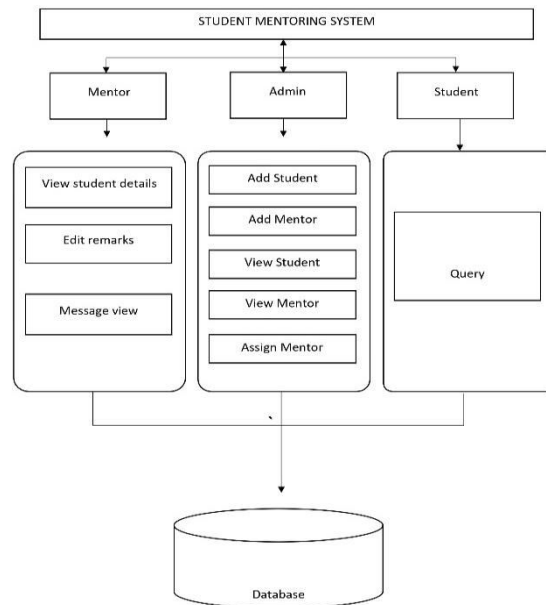 STUDENT MENTORING SYSTEM
Mentor
Admin
Student
View student details
Edit remarks
Message view
Add Student
Add Mentor
View Student
View Mentor
Assign Mentor
Query
Database